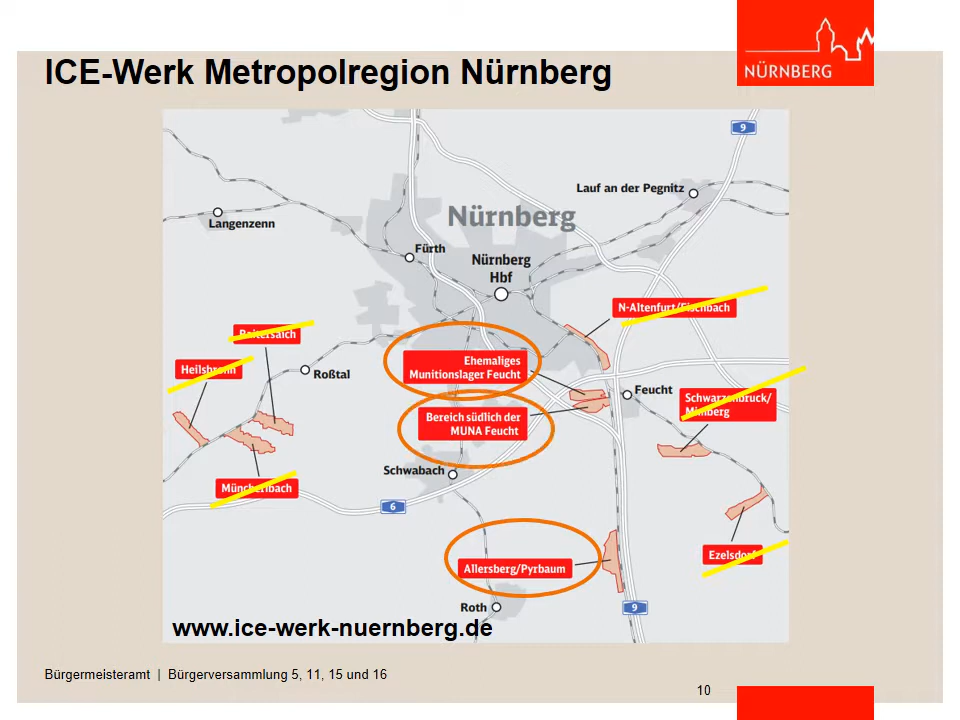 NÜRNBERG
ICE-Werk Metropolregion Nürnberg
9
Lauf an der Pegnitz
Nürnberg
Langenzenn
Fürth
Nürnberg
Hbf
N-Altenfurt/Fischbach
Raitersaich
Ehemaliges
Munitionslager Feucht
Heilsbronn
Roßtal
Feucht
Schwarzenbruck/
Mimberg
Bereich südlich der
MUNA Feucht
Schwabach
Müncherlbach
6
Ezelsdorf
Allersberg/Pyrbaum
Roth
9
www.ice-werk-nuernberg.de
Bürgermeisteramt | Bürgerversammlung 5, 11, 15 und 16
10